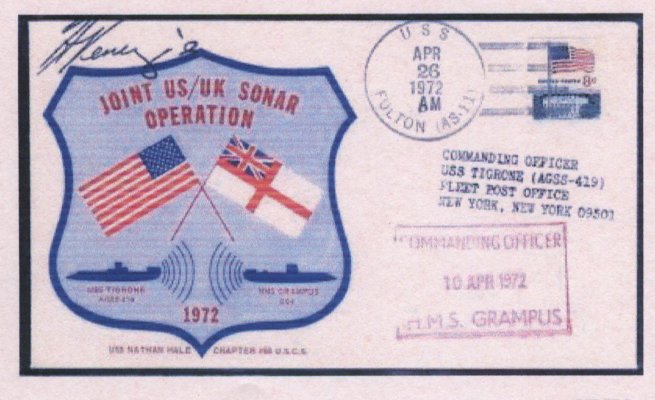 JOINT US/UK SONAR
OPERATION
USS TIGRONE
AGSS-419
HMS GRAMPUS
S04
1972
USS NATHAN HALE CHAPTER #68 U.S.C.S.
USS
APR
26
1972
AM
FULTON (AS-11)
8c
COMMANDING OFFICER
USS TIGRONE (AGSS-419)
FLEET POST OFFICE
NEW YORK, NEW YORK 09501
COMMANDING OFFICER
10 APR 1972
H.M.S. GRAMPUS